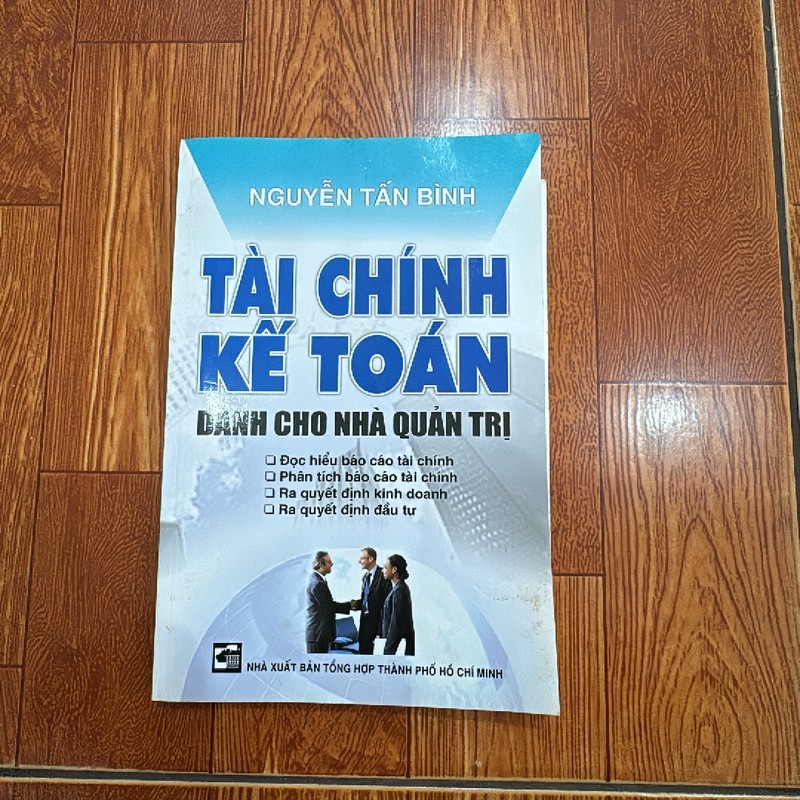 NGUYỄN TẤN BÌNH
TÀI CHÍNH
KẾ TOÁN
DÀNH CHO NHÀ QUẢN TRỊ
❑ Đọc hiểu báo cáo tài chính
❑ Phân tích báo cáo tài chính
❑ Ra quyết định kinh doanh
❑ Ra quyết định đầu tư
NHÀ XUẤT BẢN TỔNG HỢP THÀNH PHỐ HỒ CHÍ MINH